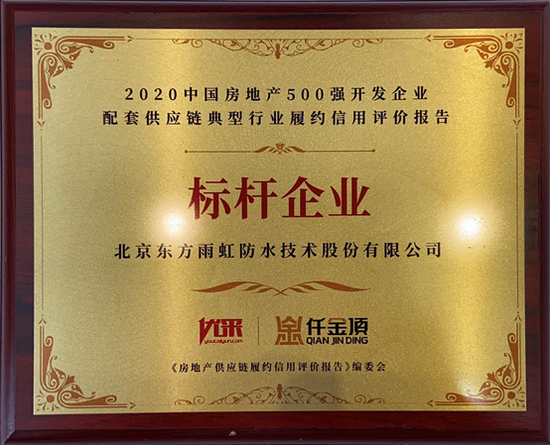 2020中国房地产500强开发企业
配套供应链典型行业履约信用评价报告
标杆企业
北京东方雨虹防水技术股份有限公司
优采
youcaiyun.com
仟金顶
QIAN JIN DING
《房地产供应链履约信用评价报告》编委会